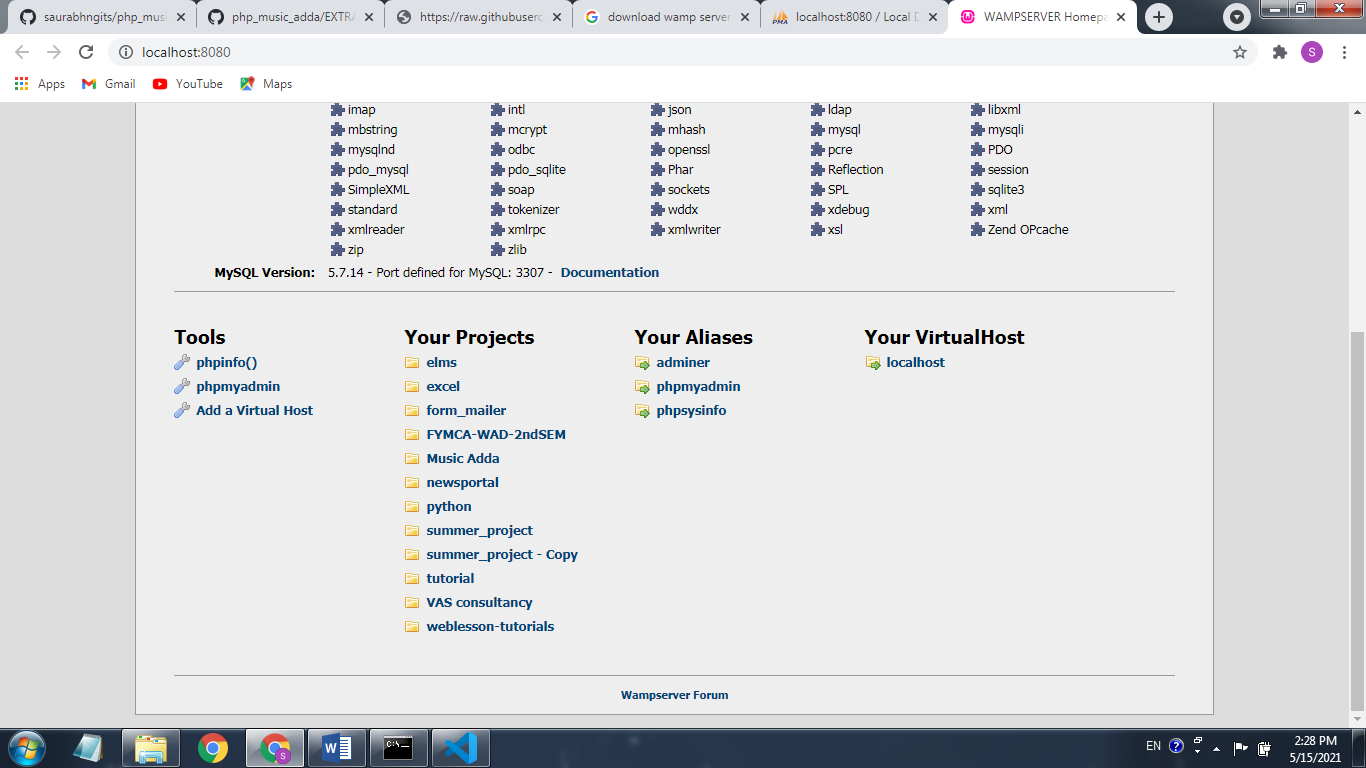 saurabhngits/php_mus
php_music_adda/EXTRA
https://raw.githubuserc
download wamp server
localhost:8080 / Local D
WAMPSERVER Homepa
localhost:8080
S
Apps Gmail YouTube Maps
imap intl json ldap libxml
mbstring mcrypt mhash mysql mysqli
mysqlnd odbc openssl pcre PDO
pdo_mysql pdo_sqlite Phar Reflection session
SimpleXML soap sockets SPL sqlite3
standard tokenizer wddx xdebug xml
xmlreader xmlrpc xmlwriter xsl Zend OPcache
zip zlib
MySQL Version: 5.7.14 - Port defined for MySQL: 3307 - Documentation
Tools
phpinfo()
phpmyadmin
Add a Virtual Host
Your Projects
elms
excel
form_mailer
FYMCA-WAD-2ndSEM
Music Adda
newsportal
python
summer_project
summer_project - Copy
tutorial
VAS consultancy
weblesson-tutorials
Your Aliases
adminer
phpmyadmin
phpsysinfo
Your VirtualHost
localhost
Wampserver Forum
EN
2:28 PM
5/15/2021